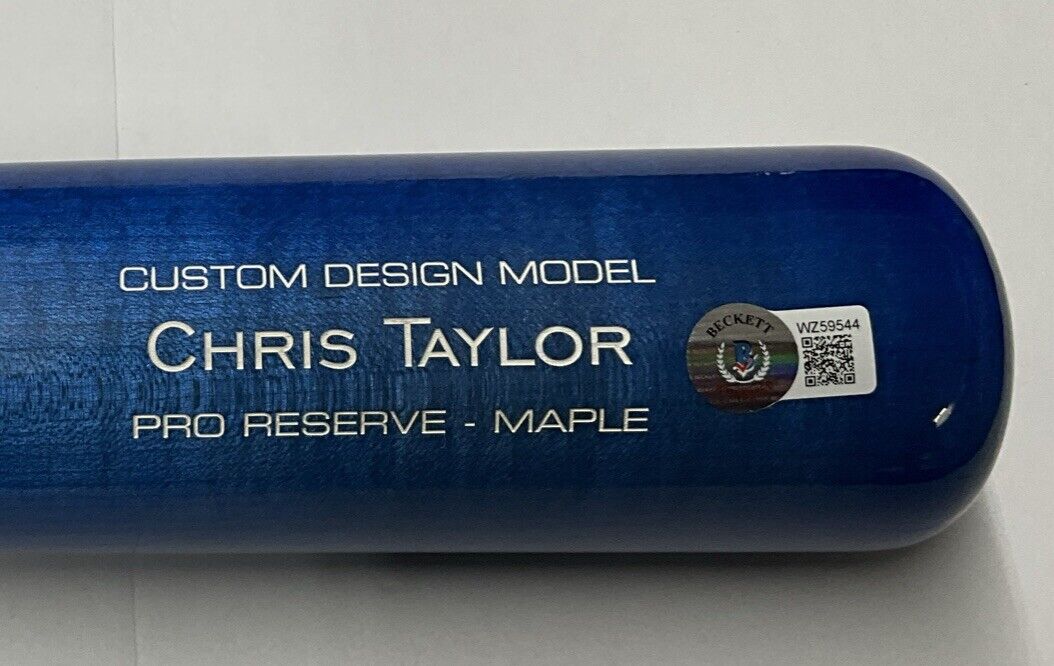 CUSTOM DESIGN MODEL
CHRIS TAYLOR
PRO RESERVE - MAPLE
BECKETT
WZ59544